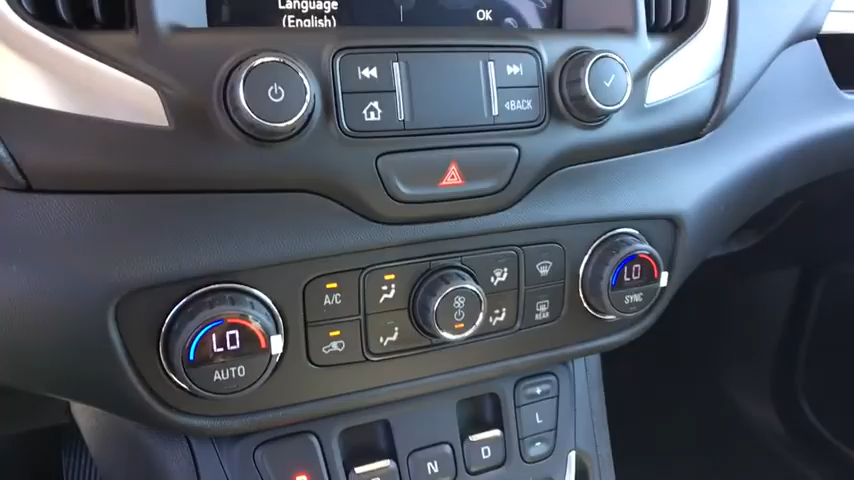 Language
(English)
OK
BACK
A/C
LO
AUTO
REAR
LO
SYNC
+
L
-
N
D